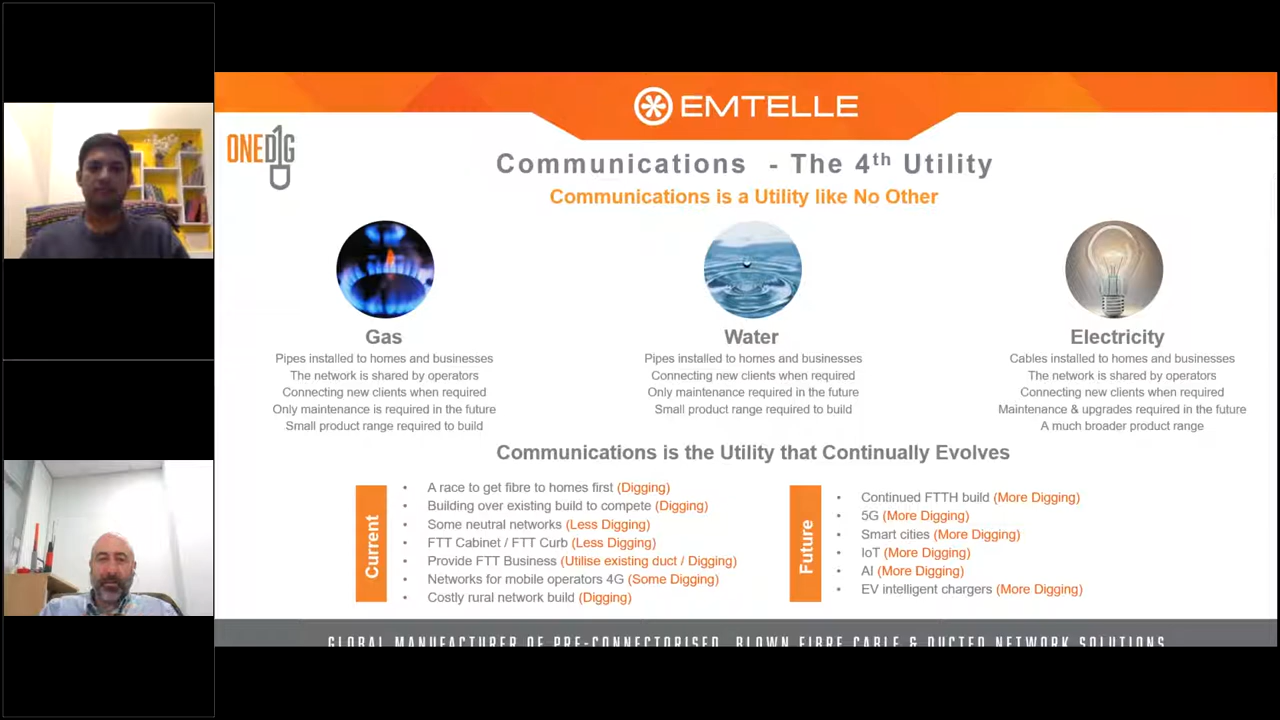 EMTELLE
ONED1G
Communications - The 4th Utility
Communications is a Utility like No Other
Gas
Pipes installed to homes and businesses
The network is shared by operators
Connecting new clients when required
Only maintenance is required in the future
Small product range required to build
Water
Pipes installed to homes and businesses
Connecting new clients when required
Only maintenance required in the future
Small product range required to build
Electricity
Cables installed to homes and businesses
The network is shared by operators
Connecting new clients when required
Maintenance & upgrades required in the future
A much broader product range
Communications is the Utility that Continually Evolves
Current
• A race to get fibre to homes first (Digging)
• Building over existing build to compete (Digging)
• Some neutral networks (Less Digging)
• FTT Cabinet / FTT Curb (Less Digging)
• Provide FTT Business (Utilise existing duct / Digging)
• Networks for mobile operators 4G (Some Digging)
• Costly rural network build (Digging)
Future
• Continued FTTH build (More Digging)
• 5G (More Digging)
• Smart cities (More Digging)
• IoT (More Digging)
• AI (More Digging)
• EV intelligent chargers (More Digging)
GLOBAL MANUFACTURER OF PRE-CONNECTORISED, BLOWN FIBRE CABLE & DUCTED NETWORK SOLUTIONS